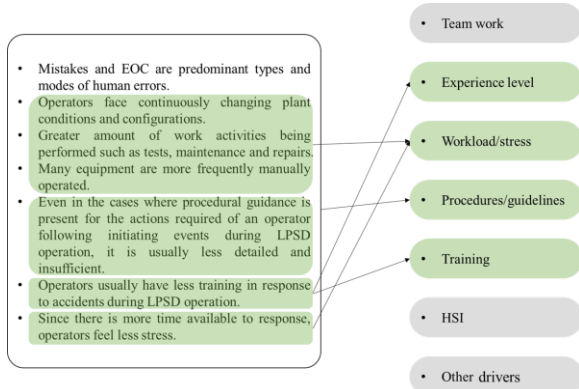 • Mistakes and EOC are predominant types and
modes of human errors.
• Operators face continuously changing plant
conditions and configurations.
• Greater amount of work activities being
performed such as tests, maintenance and repairs.
• Many equipment are more frequently manually
operated.
• Even in the cases where procedural guidance is
present for the actions required of an operator
following initiating events during LPSD
operation, it is usually less detailed and
insufficient.
• Operators usually have less training in response
to accidents during LPSD operation.
• Since there is more time available to response,
operators feel less stress.
• Team work
• Experience level
• Workload/stress
• Procedures/guidelines
• Training
• HSI
• Other drivers